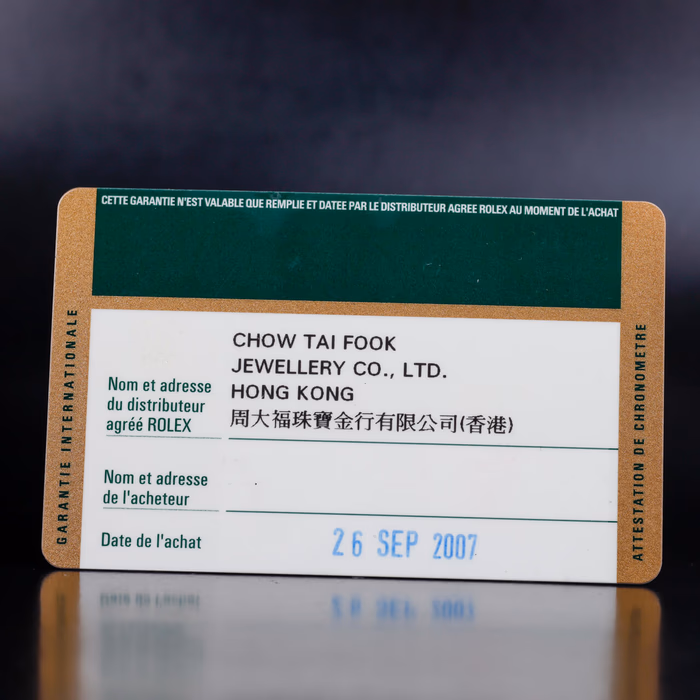 CETTE GARANTIE N'EST VALABLE QUE REMPLIE ET DATEE PAR LE DISTRIBUTEUR AGREE ROLEX AU MOMENT DE L'ACHAT
GARANTIE INTERNATIONALE
CHOW TAI FOOK
JEWELLERY CO., LTD.
HONG KONG
周大福珠寶金行有限公司(香港)
Nom et adresse
du distributeur
agréé ROLEX
Nom et adresse
de l'acheteur
Date de l'achat
26 SEP 2007
ATTESTATION DE CHRONOMETRE